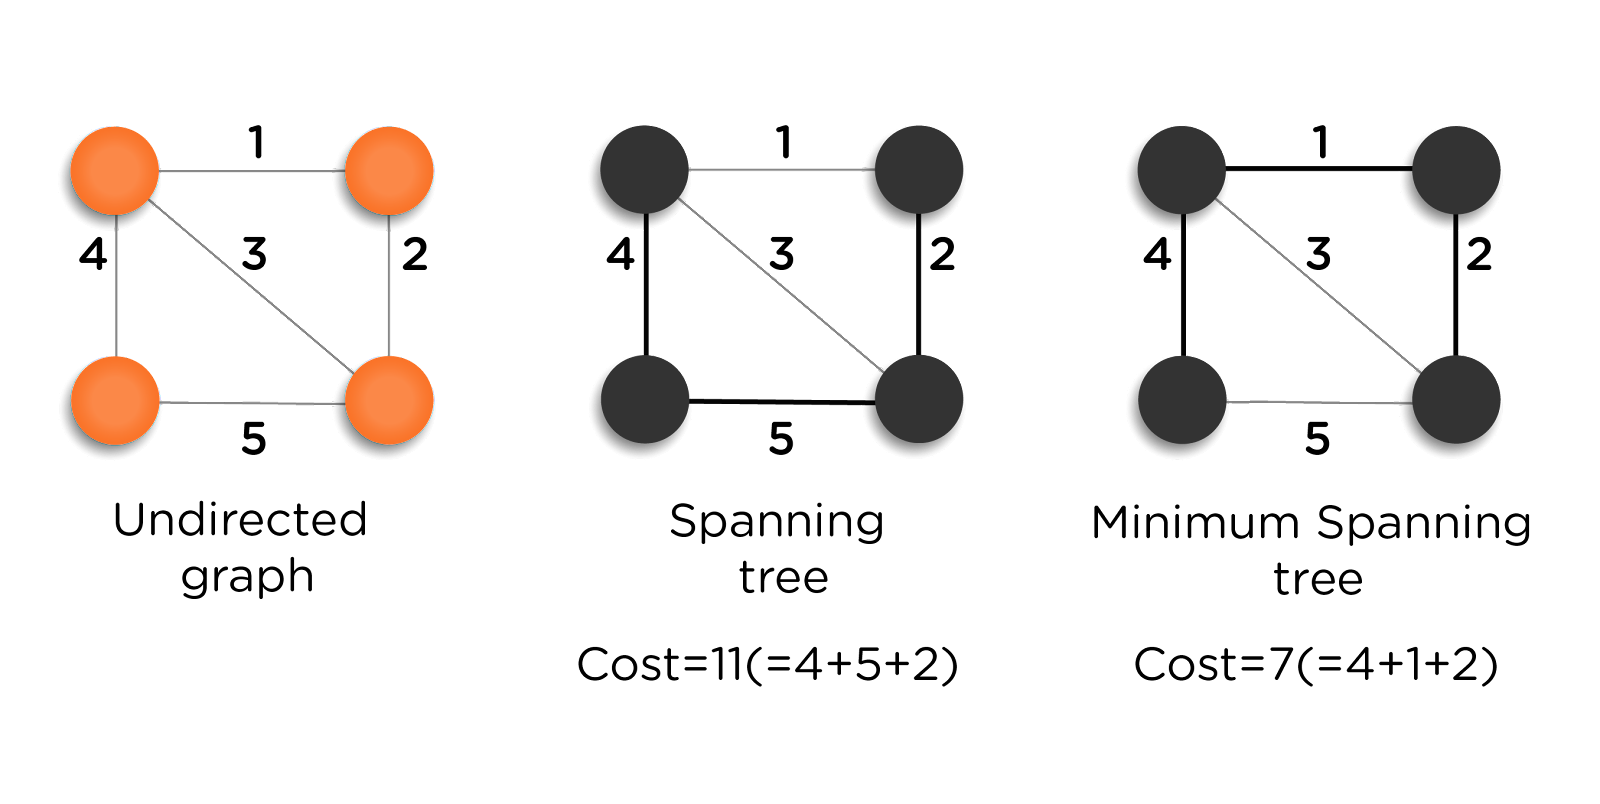 1
4
3
2
5
Undirected
graph
1
4
3
2
5
Spanning
tree
Cost=11(=4+5+2)
1
4
3
2
5
Minimum Spanning
tree
Cost=7(=4+1+2)